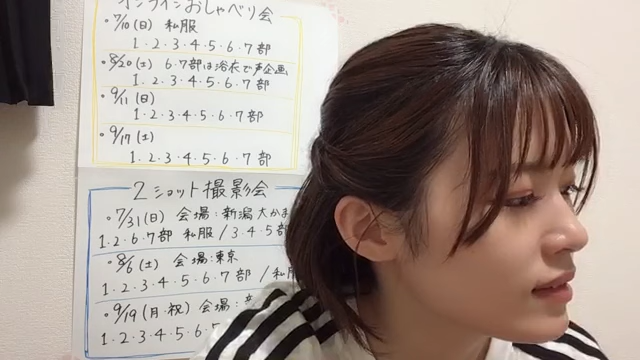 オンラインおしゃべり会
。7/10(日) 私服
1・2・3・4・5・6・7部
。8/20(土) 6・7部は浴衣で声企画
1・2・3・4・5・6・7部
。9/11(日)
1・2・3・4・5・6・7部
。9/17(土)
1・2・3・4・5・6・7部
2ショット撮影会
。7/31(日) 会場:新潟 大かま
1・2・6・7部 私服/3・4・5部
。8/6(土) 会場:東京
1・2・3・4・5・6・7部/私服
。9/19(月・祝) 会場:
1・2・3・4・5・6・